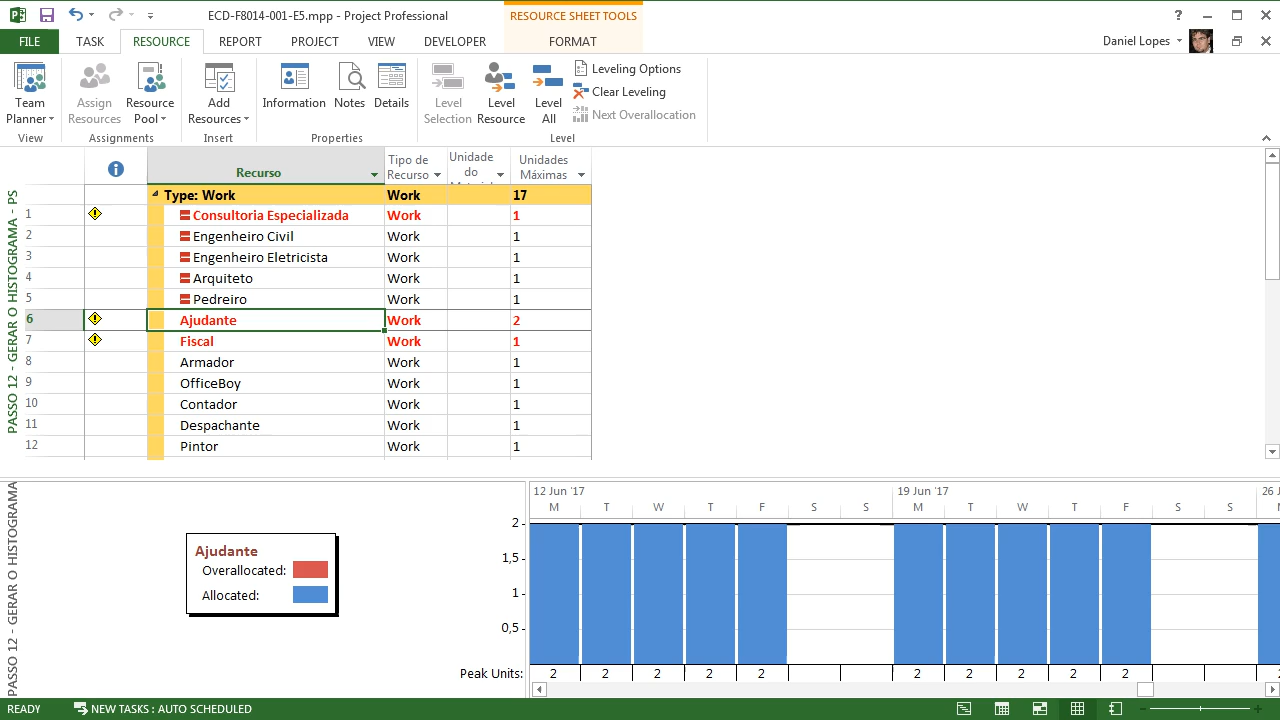 ECD-F8014-001-E5.mpp - Project Professional
RESOURCE SHEET TOOLS
?
FILE
TASK
RESOURCE
REPORT
PROJECT
VIEW
DEVELOPER
FORMAT
Daniel Lopes
Team Planner
Assign Resources
Resource Pool
Add Resources
Information
Notes
Details
Level Selection
Level Resource
Level All
Leveling Options
Clear Leveling
Next Overallocation
View
Assignments
Insert
Properties
Level
PASSO 12 - GERAR O HISTOGRAMA - PS
Recurso
Tipo de Recurso
Unidade do
Unidades Máximas
Type: Work Work 17
1 Consultoria Especializada Work 1
2 Engenheiro Civil Work 1
3 Engenheiro Eletricista Work 1
4 Arquiteto Work 1
5 Pedreiro Work 1
6 Ajudante Work 2
7 Fiscal Work 1
8 Armador Work 1
9 OfficeBoy Work 1
10 Contador Work 1
11 Despachante Work 1
12 Pintor Work 1
PASSO 12 - GERAR O HISTOGRAMA
Ajudante
Overallocated:
Allocated:
12 Jun '17 19 Jun '17 26
M T W T F S S M T W T F S S
2
1,5
1
0,5
Peak Units: 2 2 2 2 2 2 2 2 2 2
READY
NEW TASKS : AUTO SCHEDULED